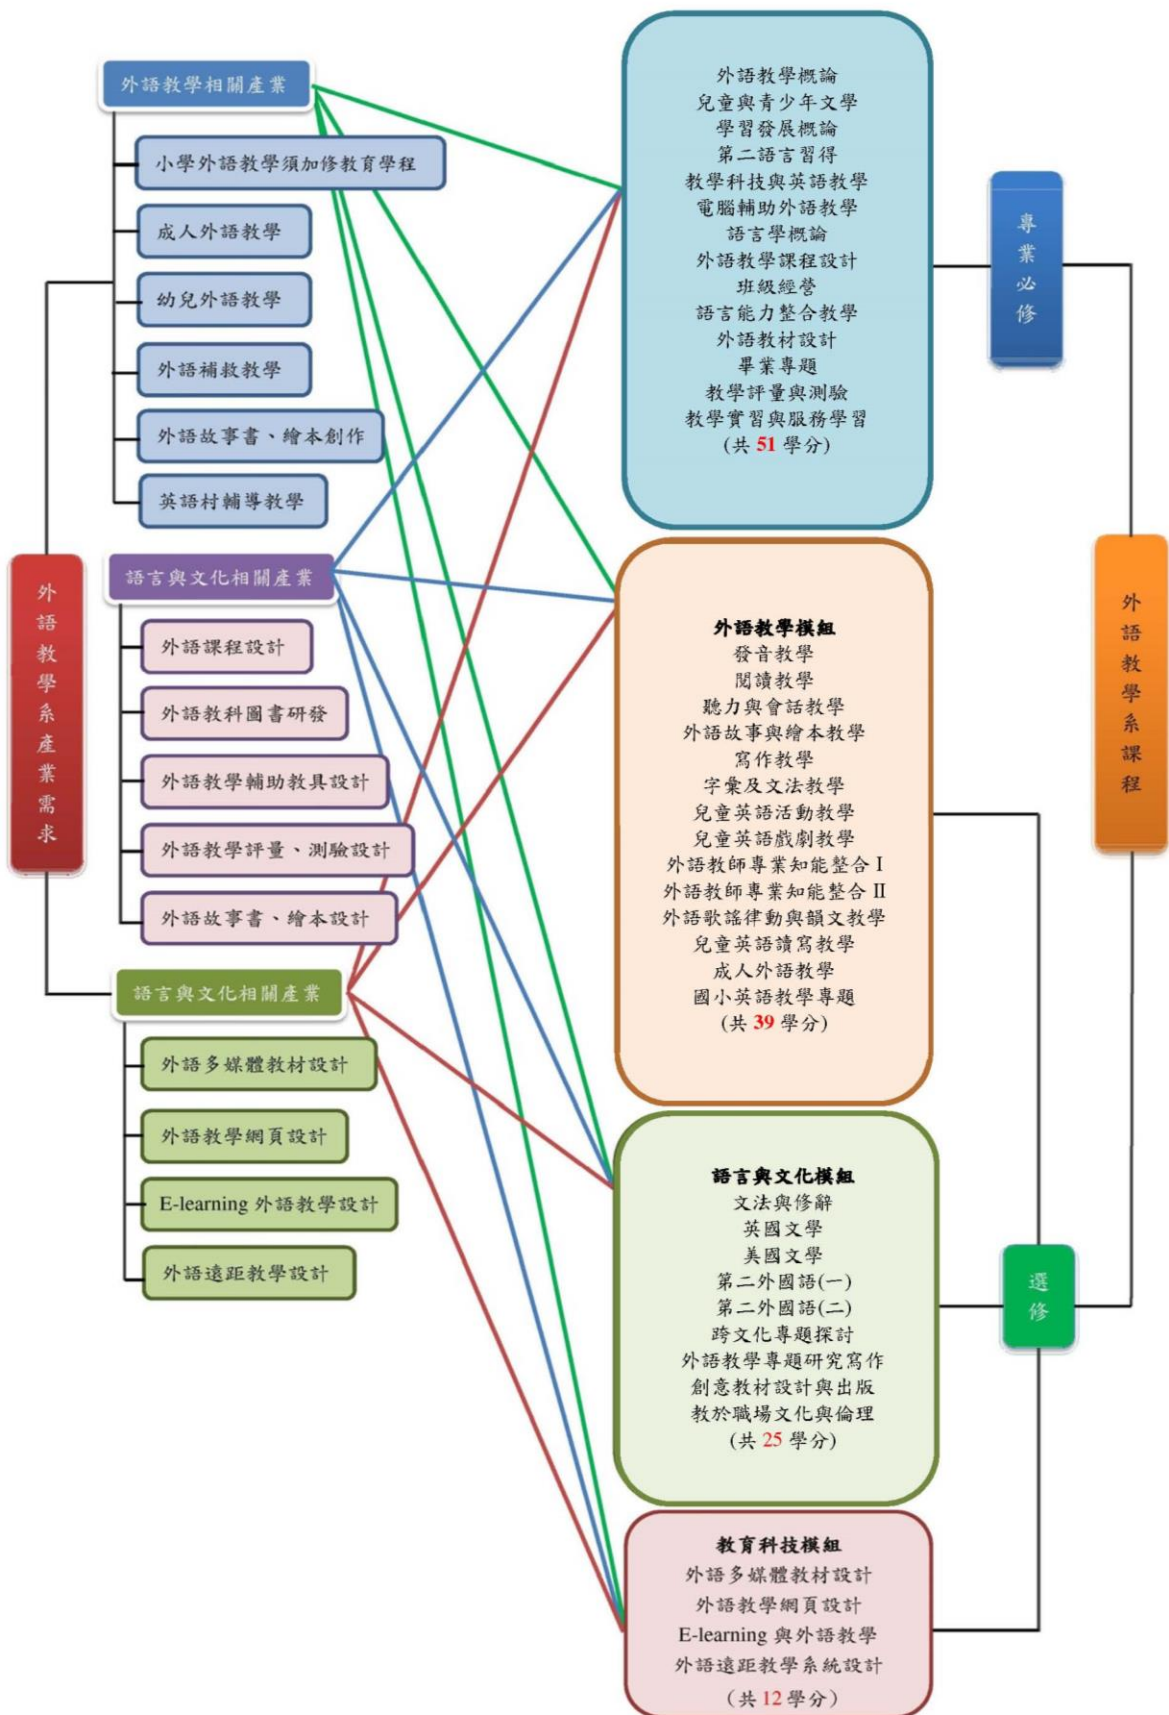 外語教學系產業需求
外語教學相關產業
小學外語教學須加修教育學程
成人外語教學
幼兒外語教學
外語補救教學
外語故事書、繪本創作
英語村輔導教學
語言與文化相關產業
外語課程設計
外語教科圖書研發
外語教學輔助教具設計
外語教學評量、測驗設計
外語故事書、繪本設計
語言與文化相關產業
外語多媒體教材設計
外語教學網頁設計
E-learning 外語教學設計
外語遠距教學設計
外語教學概論
兒童與青少年文學
學習發展概論
第二語言習得
教學科技與英語教學
電腦輔助外語教學
語言學概論
外語教學課程設計
班級經營
語言能力整合教學
外語教材設計
畢業專題
教學評量與測驗
教學實習與服務學習
(共 51 學分)
外語教學模組
發音教學
閱讀教學
聽力與會話教學
外語故事與繪本教學
寫作教學
字彙及文法教學
兒童英語活動教學
兒童英語戲劇教學
外語教師專業知能整合 I
外語教師專業知能整合 II
外語歌謠律動與韻文教學
兒童英語讀寫教學
成人外語教學
國小英語教學專題
(共 39 學分)
語言與文化模組
文法與修辭
英國文學
美國文學
第二外國語(一)
第二外國語(二)
跨文化專題探討
外語教學專題研究寫作
創意教材設計與出版
教於職場文化與倫理
(共 25 學分)
教育科技模組
外語多媒體教材設計
外語教學網頁設計
E-learning 與外語教學
外語遠距教學系統設計
(共 12 學分)
專業必修
選修
外語教學系課程